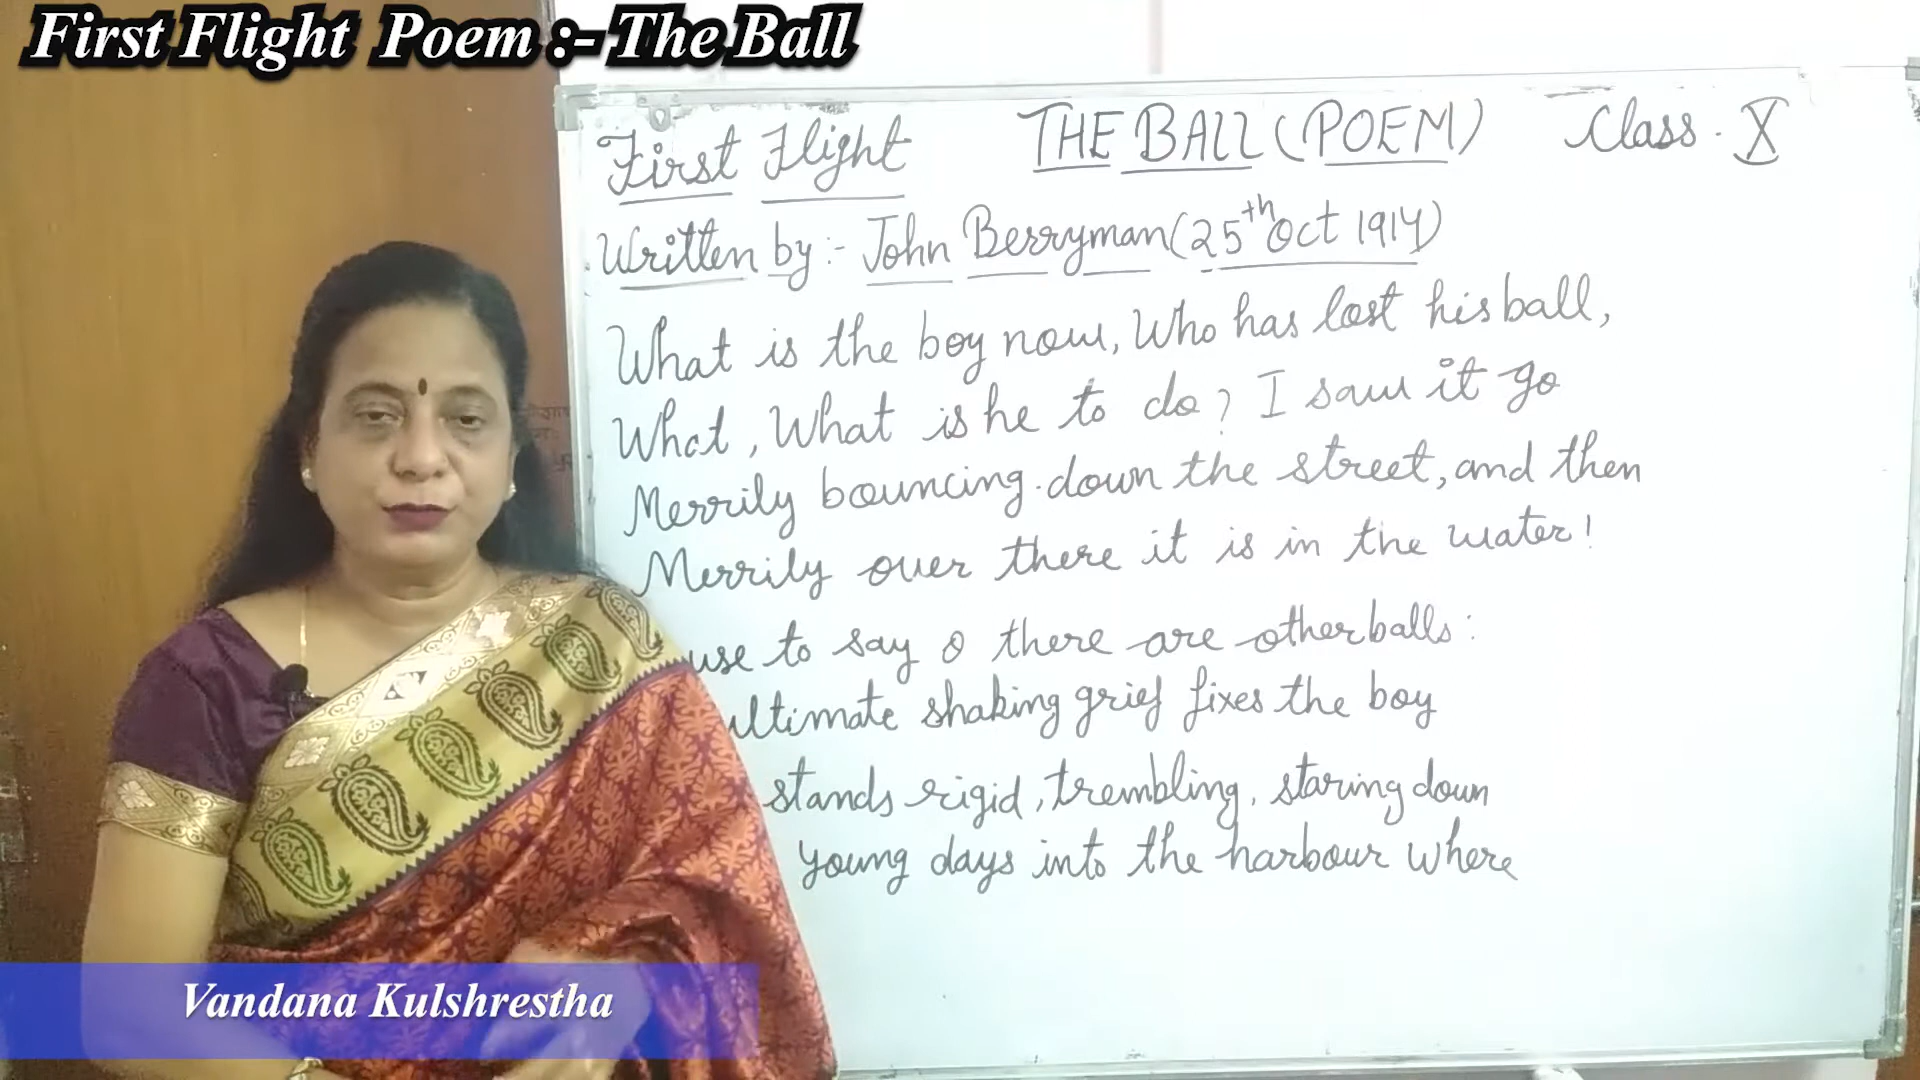 First Flight Poem :- The Ball
First Flight THE BALL (POEM) Class. X
Written by :- John Berryman (25th Oct 1914)
What is the boy now, Who has lost his ball,
What, What is he to do? I saw it go
Merrily bouncing. down the street, and then
Merrily over there it is in the water!
use to say O there are other balls:
ultimate shaking grief fixes the boy
stands rigid, trembling, staring down
young days into the harbour where
Vandana Kulshrestha